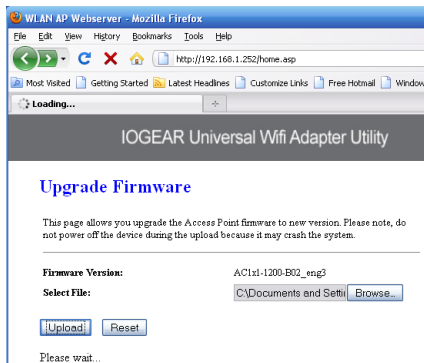 WLAN AP Webserver - Mozilla Firefox
File Edit View History Bookmarks Tools Help
http://192.168.1.252/home.asp
Most Visited Getting Started Latest Headlines Customize Links Free Hotmail Window
Loading...
IOGEAR Universal Wifi Adapter Utility
Upgrade Firmware
This page allows you upgrade the Access Point firmware to new version. Please note, do
not power off the device during the upload because it may crash the system.
Firmware Version: AC1x1-1200-B02_eng3
Select File: C:\Documents and Settin Browse...
Upload Reset
Please wait...